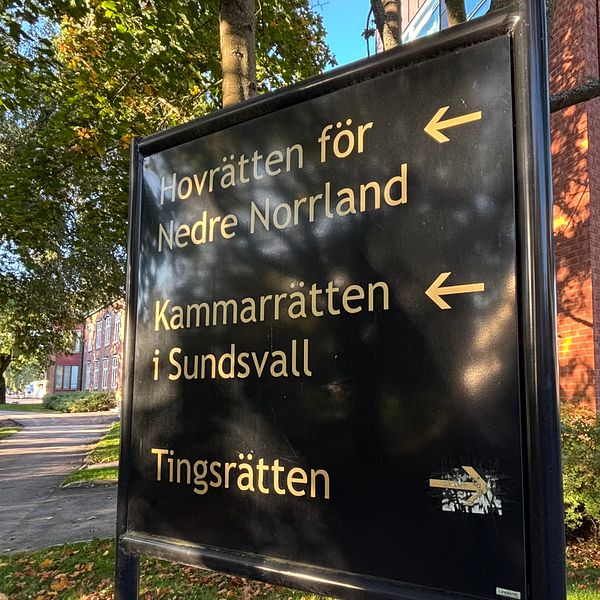 Hovrätten för ←
Nedre Norrland
Kammarrätten ←
i Sundsvall
Tingsrätten →